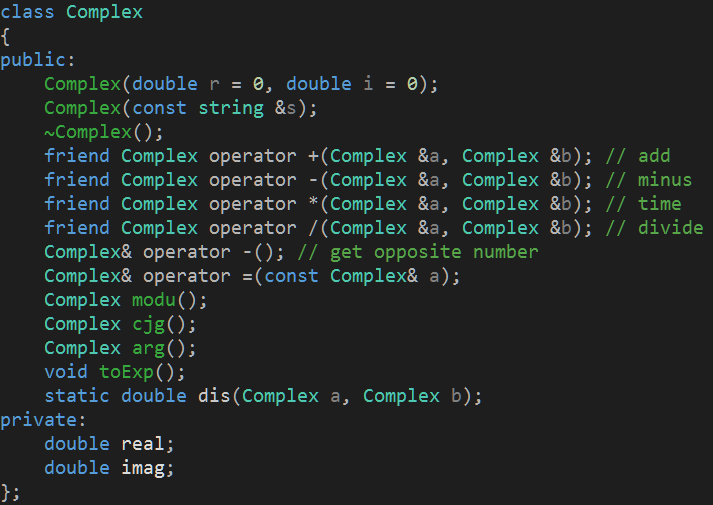 class Complex
{
public:
    Complex(double r = 0, double i = 0);
    Complex(const string &s);
    ~Complex();
    friend Complex operator +(Complex &a, Complex &b); // add
    friend Complex operator -(Complex &a, Complex &b); // minus
    friend Complex operator *(Complex &a, Complex &b); // time
    friend Complex operator /(Complex &a, Complex &b); // divide
    Complex& operator -(); // get opposite number
    Complex& operator =(const Complex& a);
    Complex modu();
    Complex cjg();
    Complex arg();
    void toExp();
    static double dis(Complex a, Complex b);
private:
    double real;
    double imag;
};